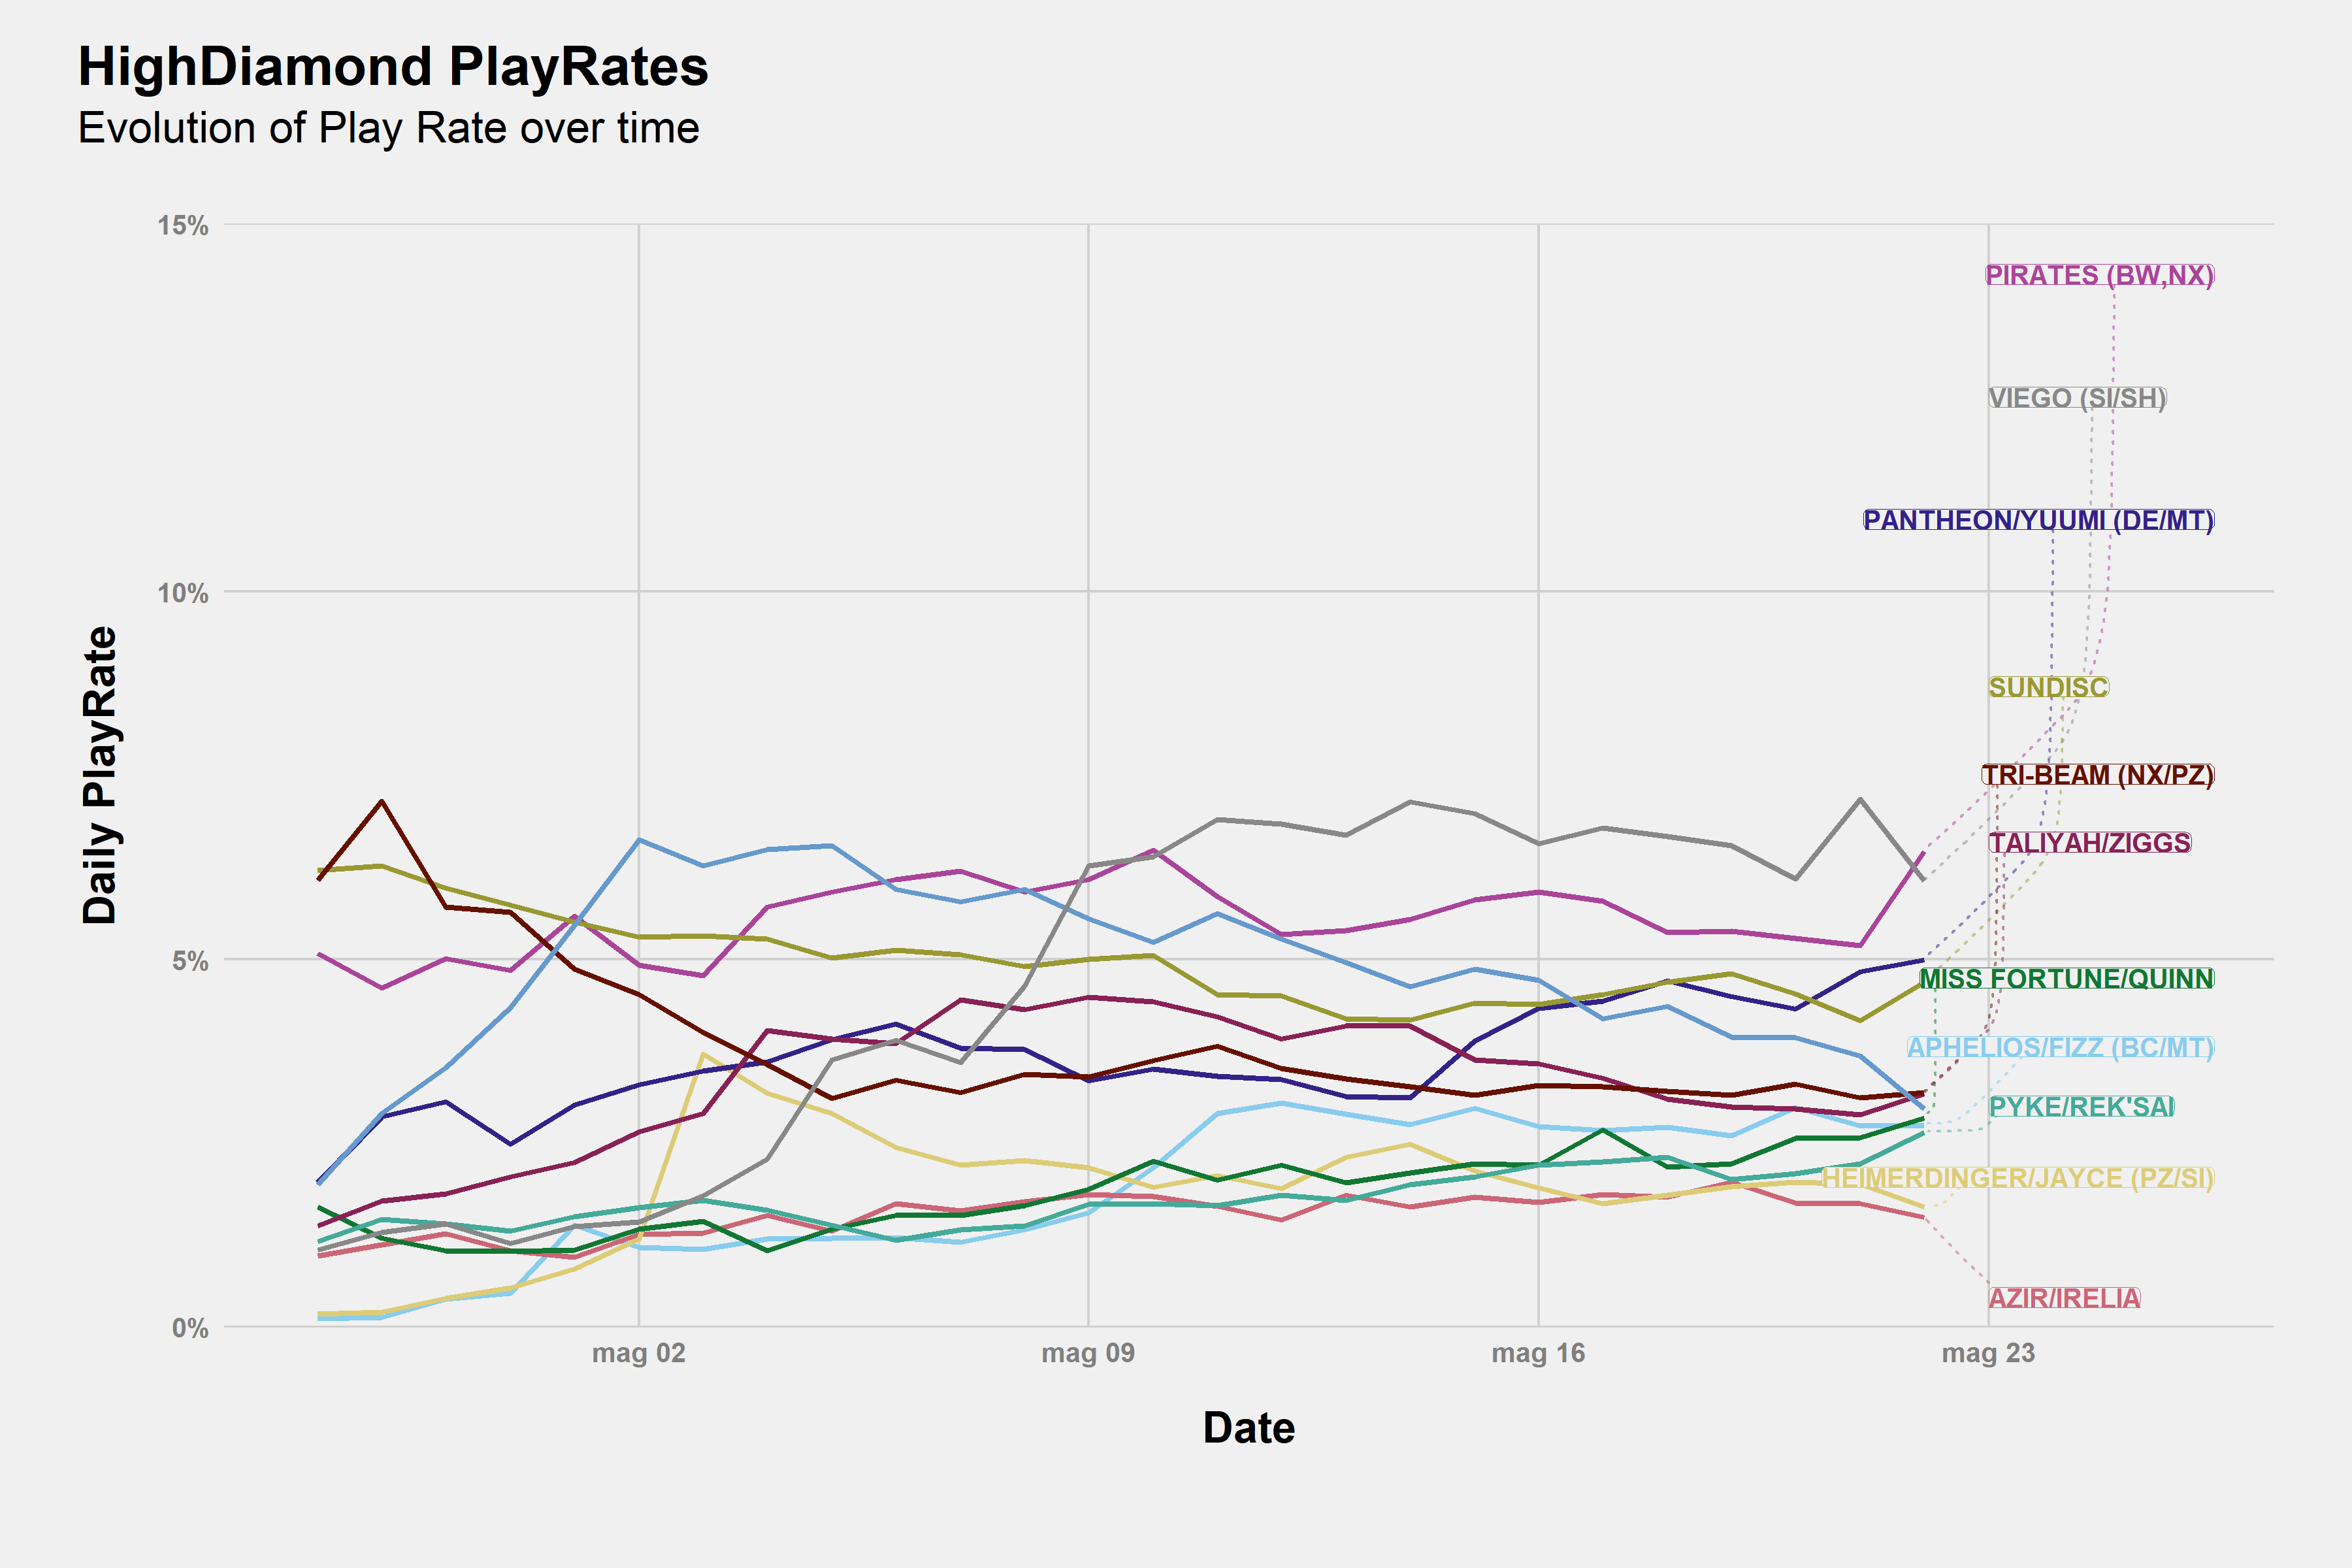 HighDiamond PlayRates
Evolution of Play Rate over time
15%
10%
5%
0%
Daily PlayRate
mag 02
mag 09
mag 16
mag 23
Date
PIRATES (BW,NX)
VIEGO (SI/SH)
PANTHEON/YUUMI (DE/MT)
SUNDISC
TRI-BEAM (NX/PZ)
TALIYAH/ZIGGS
MISS FORTUNE/QUINN
APHELIOS/FIZZ (BC/MT)
PYKE/REK'SAI
HEIMERDINGER/JAYCE (PZ/SI)
AZIR/IRELIA